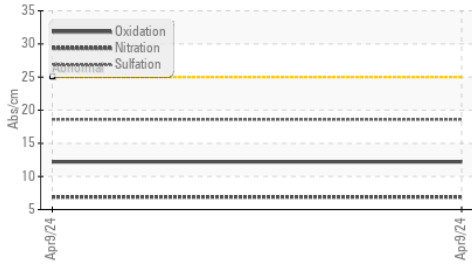 35
30
25
20
15
10
5
Abs/cm
Oxidation
Nitration
Sulfation
Abnormal
Apr9/24
Apr9/24